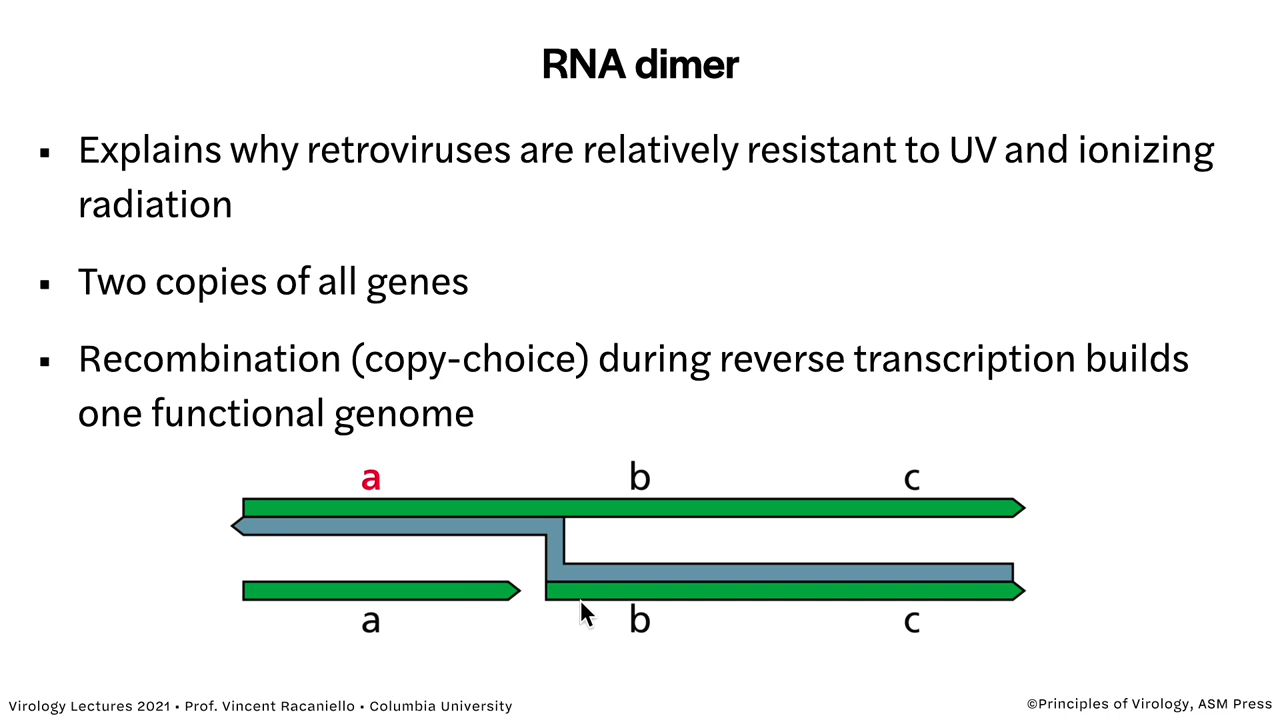 RNA dimer
▪ Explains why retroviruses are relatively resistant to UV and ionizing
radiation
▪ Two copies of all genes
▪ Recombination (copy-choice) during reverse transcription builds
one functional genome
a b c
a b c
Virology Lectures 2021 • Prof. Vincent Racaniello • Columbia University
©Principles of Virology, ASM Press